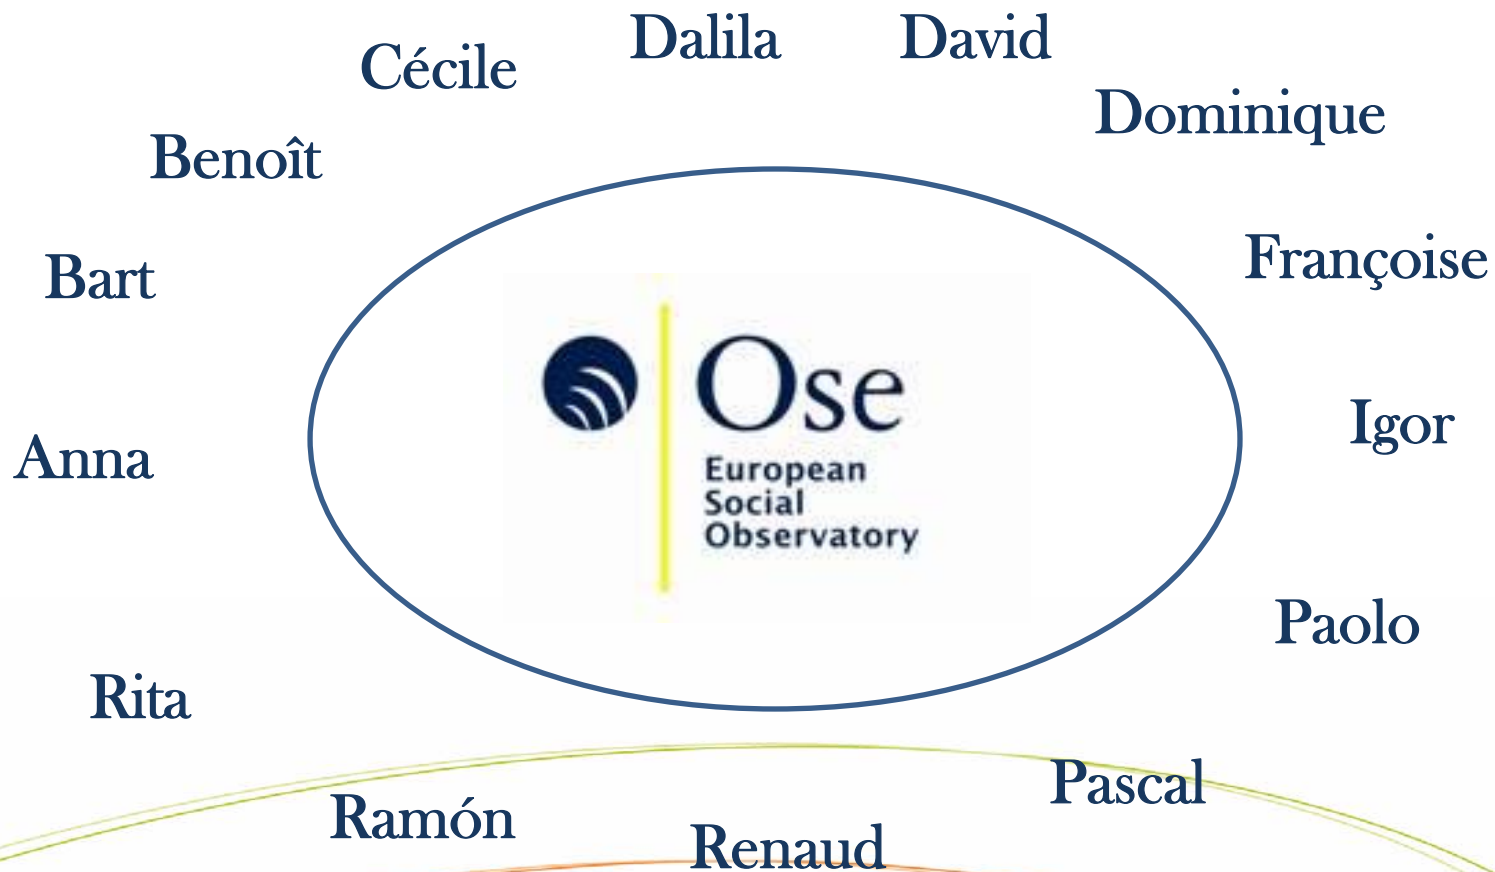 Dalila
David
Cécile
Dominique
Benoît
Françoise
Bart
Ose
Igor
Anna
European
Social
Observatory
Paolo
Rita
Pascal
Ramón
Renaud